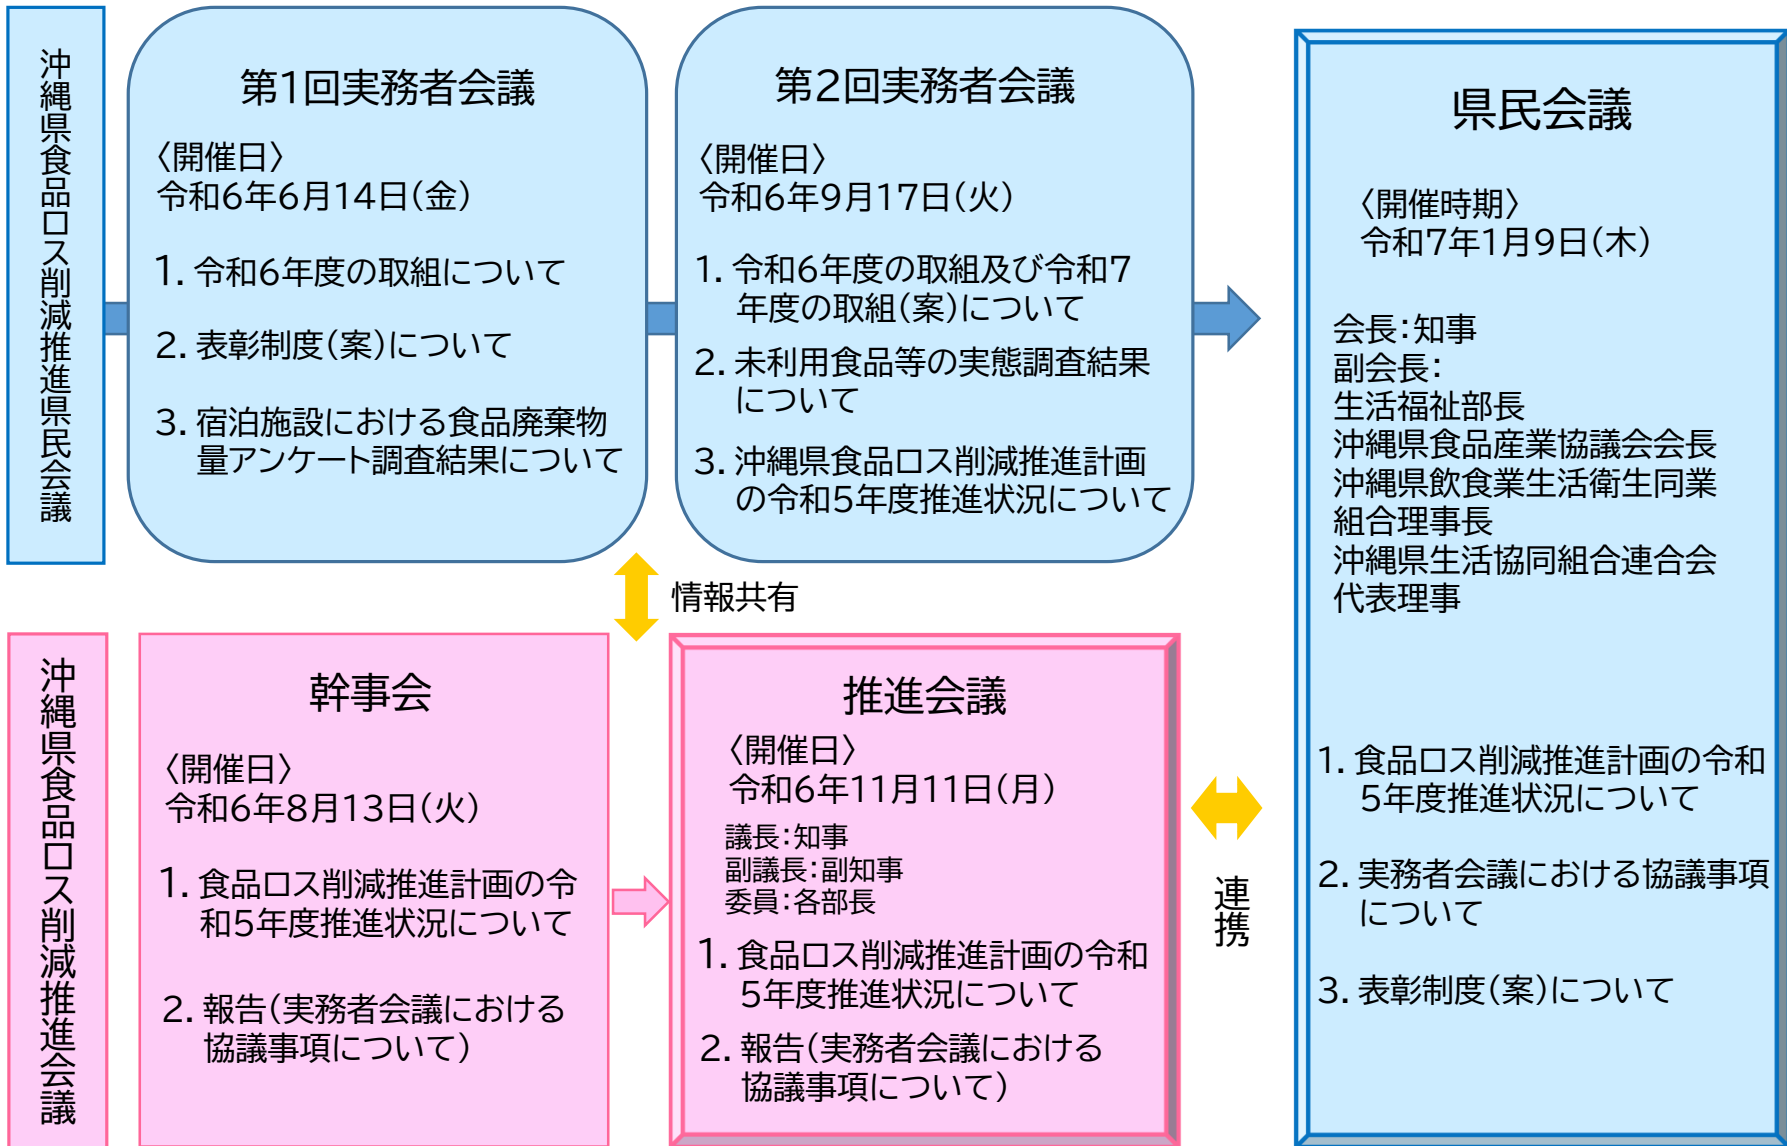 沖縄県食品ロス削減推進県民会議
第1回実務者会議
〈開催日〉
令和6年6月14日(金)
1. 令和6年度の取組について
2. 表彰制度(案)について
3. 宿泊施設における食品廃棄物
量アンケート調査結果について
第2回実務者会議
〈開催日〉
令和6年9月17日(火)
1. 令和6年度の取組及び令和7
年度の取組(案)について
2. 未利用食品等の実態調査結果
について
3. 沖縄県食品ロス削減推進計画
の令和5年度推進状況について
県民会議
〈開催時期〉
令和7年1月9日(木)
会長:知事
副会長:
生活福祉部長
沖縄県食品産業協議会会長
沖縄県飲食業生活衛生同業
組合理事長
沖縄県生活協同組合連合会
代表理事
1. 食品ロス削減推進計画の令和
5年度推進状況について
2. 実務者会議における協議事項
について
3. 表彰制度(案)について
情報共有
沖縄県食品ロス削減推進会議
幹事会
〈開催日〉
令和6年8月13日(火)
1. 食品ロス削減推進計画の令
和5年度推進状況について
2. 報告(実務者会議における
協議事項について)
推進会議
〈開催日〉
令和6年11月11日(月)
議長:知事
副議長:副知事
委員:各部長
1. 食品ロス削減推進計画の令和
5年度推進状況について
2. 報告(実務者会議における
協議事項について)
連携